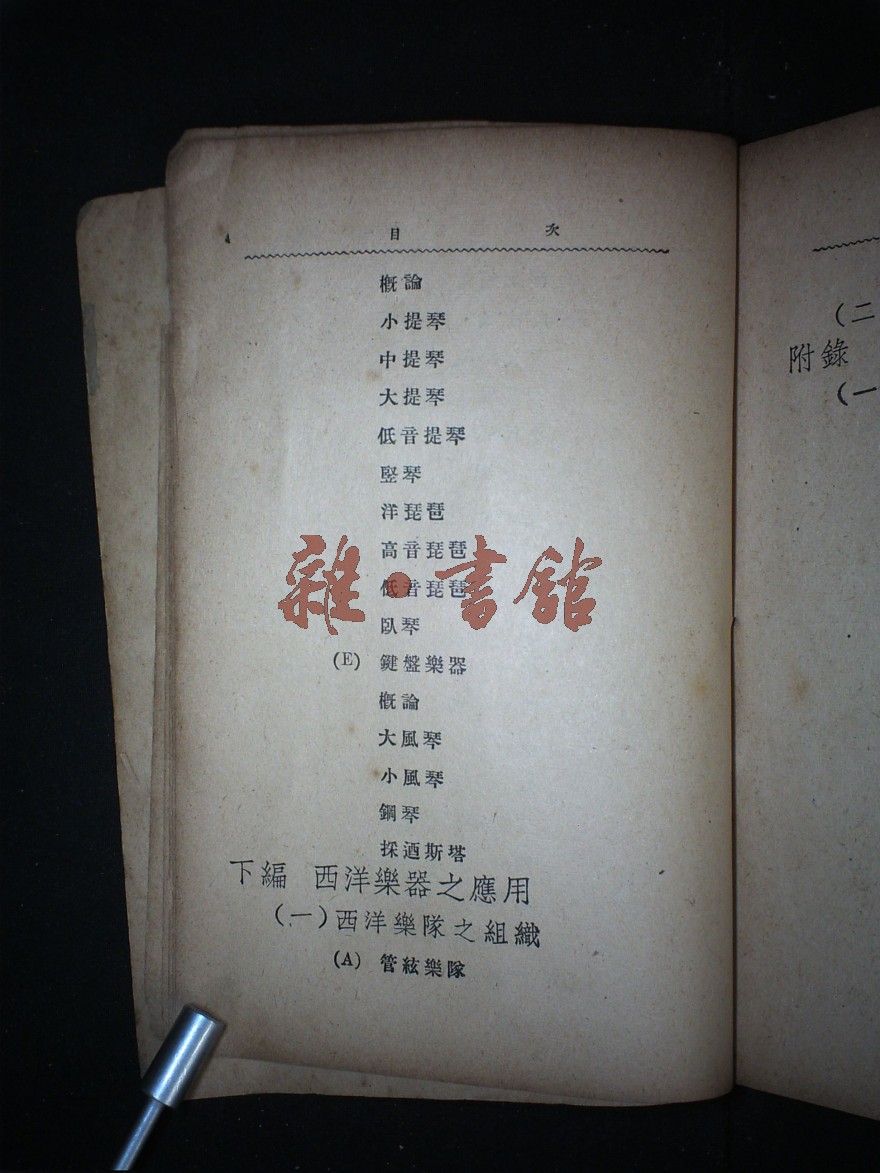 4 目次
概論
小提琴
中提琴
大提琴
低音提琴
竪琴
洋琵琶
高音琵琶
低音琵琶
臥琴
(E) 鍵盤樂器
概論
大風琴
小風琴
鋼琴
採迺斯塔
下編 西洋樂器之應用
(一)西洋樂隊之組織
(A) 管絃樂隊
雜·書館
(二
附錄
(一